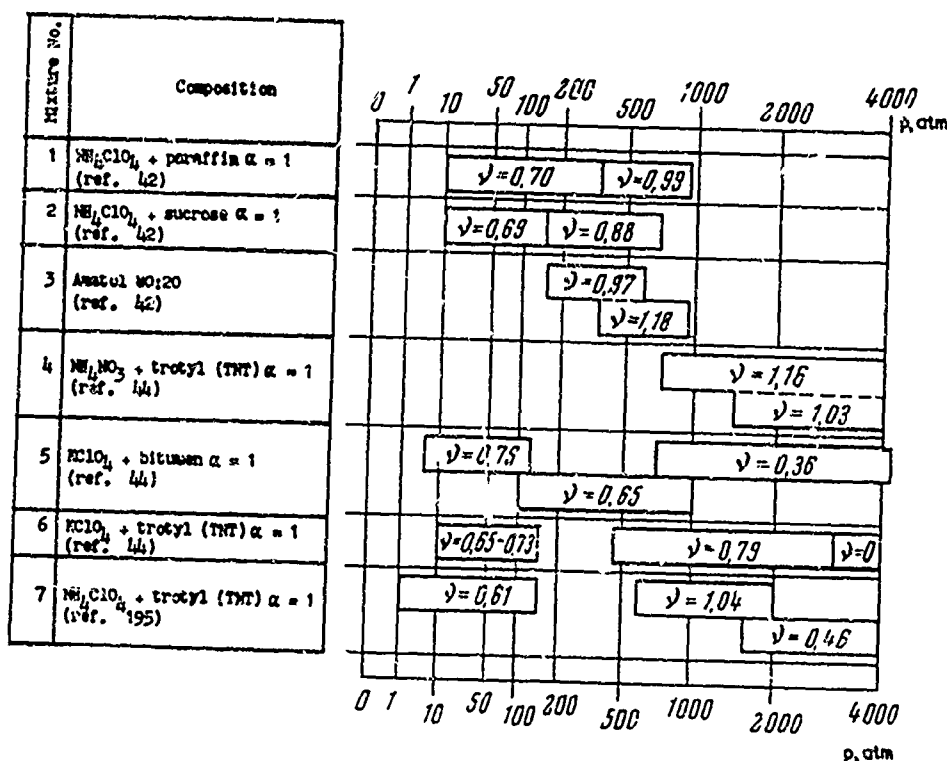 Mixture No.
Composition
0 1 10 50 100 200 500 1000 2000 4000
p, atm
1 NH₄ClO₄ + paraffin α = 1
(ref. 42)
ν=0,70 ν=0,99
2 NH₄ClO₄ + sucrose α = 1
(ref. 42)
ν=0,69 ν=0,88
3 Amatol 80:20
(ref. 42)
ν=0,97
ν=1,18
4 NH₄NO₃ + trotyl (TNT) α = 1
(ref. 44)
ν=1,16
ν=1,03
5 KClO₄ + bitumen α = 1
(ref. 44)
ν=0,75 ν=0,36
ν=0,65
6 KClO₄ + trotyl (TNT) α = 1
(ref. 44)
ν=0,65-0,73 ν=0,79 ν=0
7 NH₄ClO₄ + trotyl (TNT) α = 1
(ref. 195)
ν=0,61 ν=1,04
ν=0,46
0 1 10 50 100 200 500 1000 2000 4000
p, atm